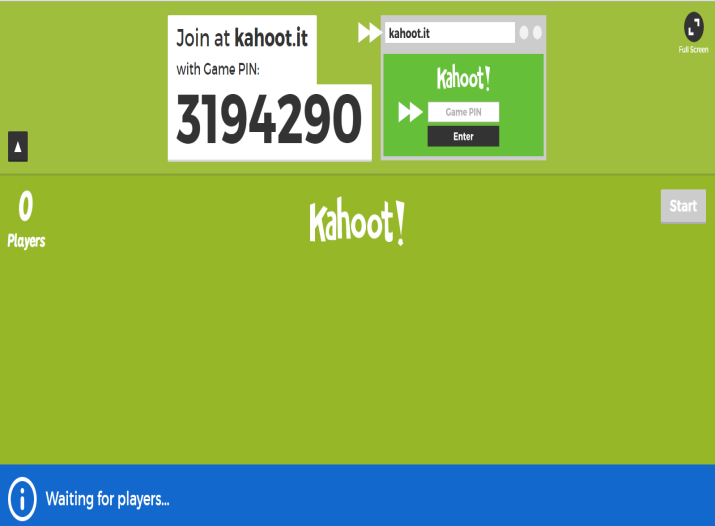 Join at kahoot.it
with Game PIN:
3194290
kahoot.it
Kahoot!
Game PIN
Enter
Full Screen
0
Players
Kahoot!
Start
Waiting for players...